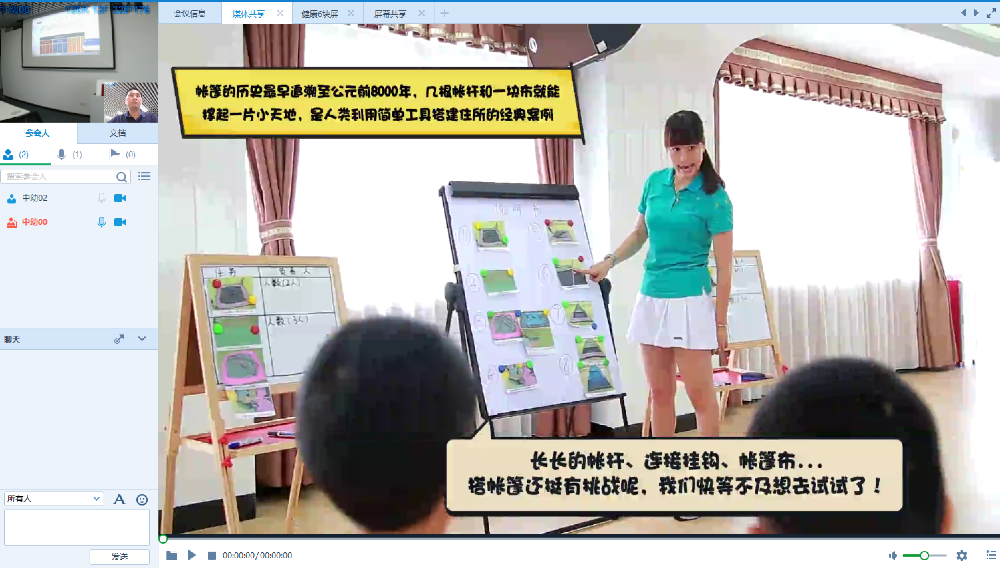 中幼00
126K 13F 320*176
会议信息
媒体共享
健康6块屏
屏幕共享
参会人
文档
(2)
(1)
(0)
搜索参会人
中幼02
中幼00
聊天
所有人
A
发送
帐篷的历史最早追溯至公元前8000年，几根帐杆和一块布就能
撑起一片小天地，是人类利用简单工具搭建住所的经典案例
任务
负责人
人数(2人)
人数(3人)
①
⑤
②
⑥
③
⑦
4
⑧
长长的帐杆、连接挂钩、帐篷布...
搭帐篷还挺有挑战呢，我们快等不及想去试试了！
00:00:00/00:00:00